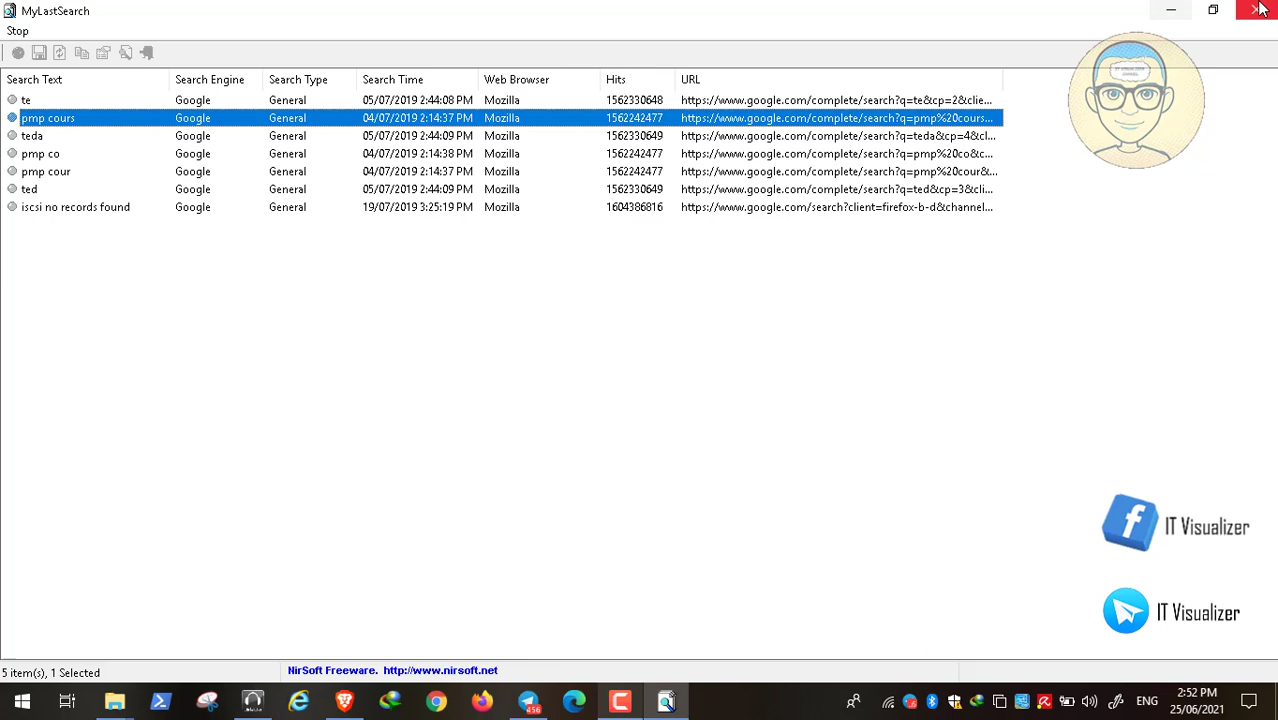 MyLastSearch
Stop
Search Text Search Engine Search Type Search Time Web Browser Hits URL
te Google General 05/07/2019 2:44:08 PM Mozilla 1562330648 https://www.google.com/complete/search?q=te&cp=2&clie...
pmp cours Google General 04/07/2019 2:14:37 PM Mozilla 1562242477 https://www.google.com/complete/search?q=pmp%20cours...
teda Google General 05/07/2019 2:44:09 PM Mozilla 1562330649 https://www.google.com/complete/search?q=teda&cp=4&cl...
pmp co Google General 04/07/2019 2:14:38 PM Mozilla 1562242477 https://www.google.com/complete/search?q=pmp%20co&c...
pmp cour Google General 04/07/2019 2:14:37 PM Mozilla 1562242477 https://www.google.com/complete/search?q=pmp%20cour&...
ted Google General 05/07/2019 2:44:09 PM Mozilla 1562330649 https://www.google.com/complete/search?q=ted&cp=3&cli...
iscsi no records found Google General 19/07/2019 3:25:19 PM Mozilla 1604386816 https://www.google.com/search?client=firefox-b-d&channel...
IT VISUALIZER
CHANNEL
IT Visualizer
IT Visualizer
5 item(s), 1 Selected NirSoft Freeware. http://www.nirsoft.net
456
ENG
2:52 PM
25/06/2021